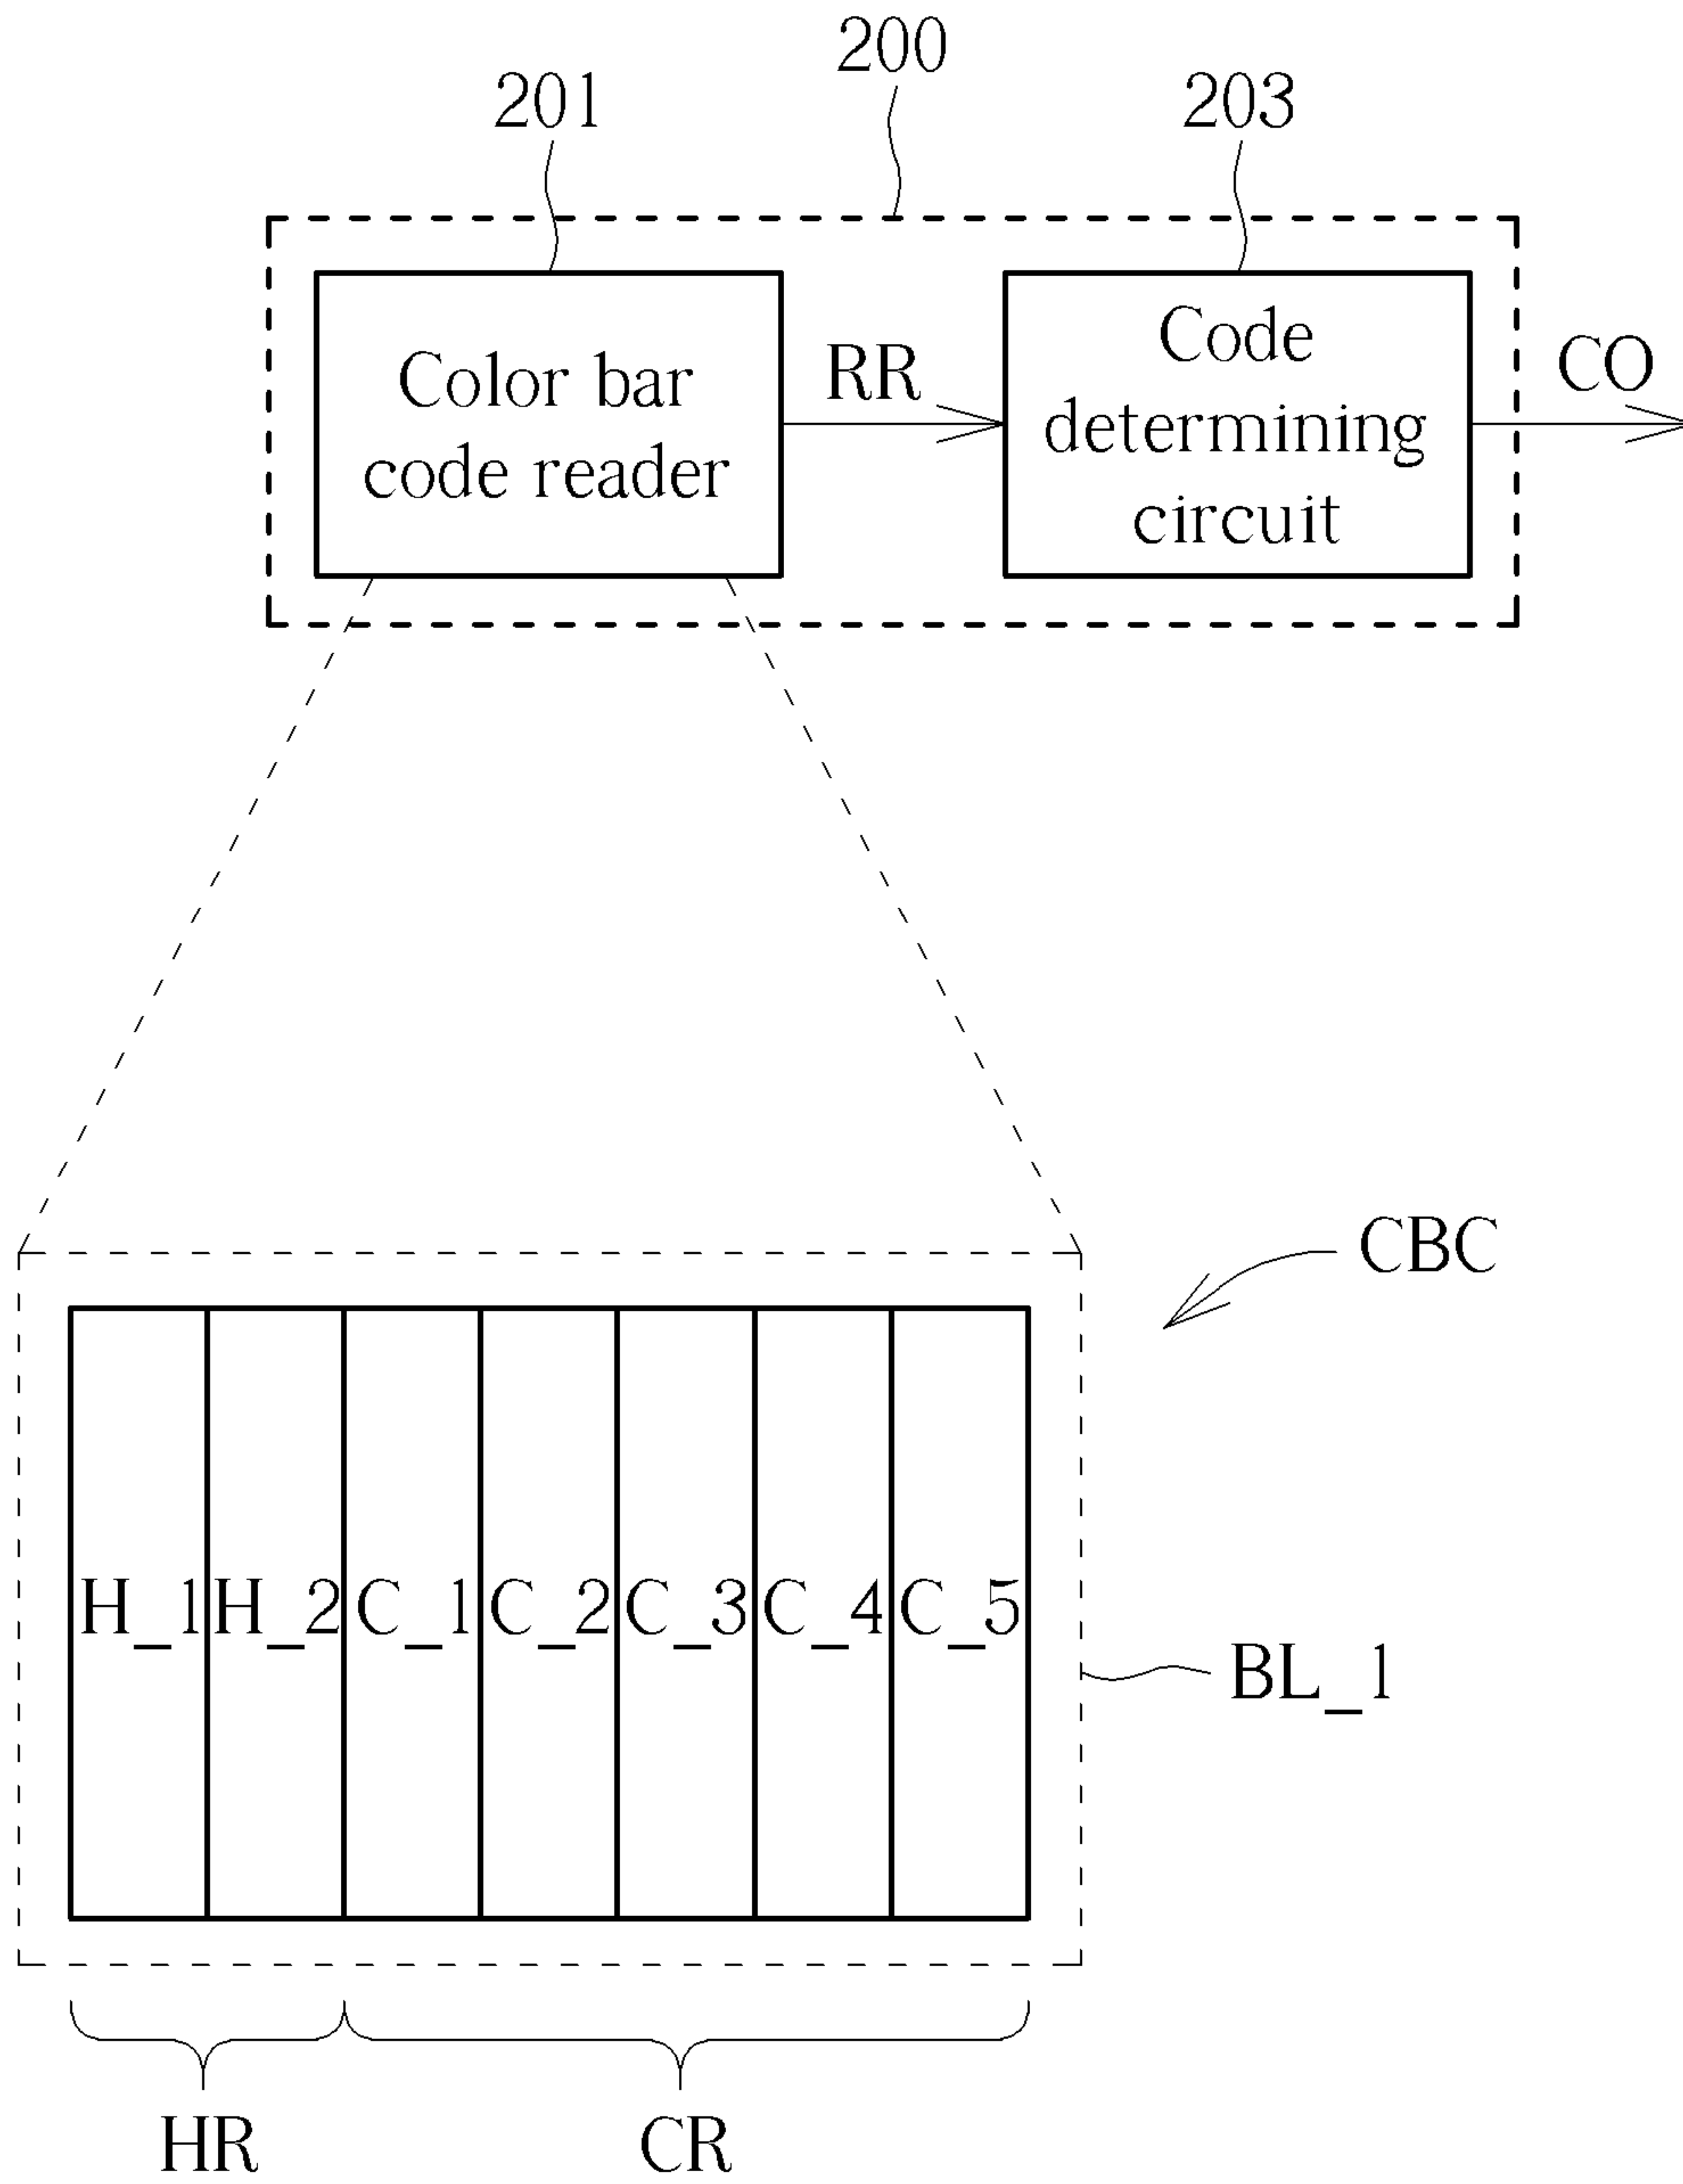 200
201
203
Color bar
code reader
RR
Code
determining
circuit
CO
CBC
H_1 H_2 C_1 C_2 C_3 C_4 C_5
BL_1
HR
CR